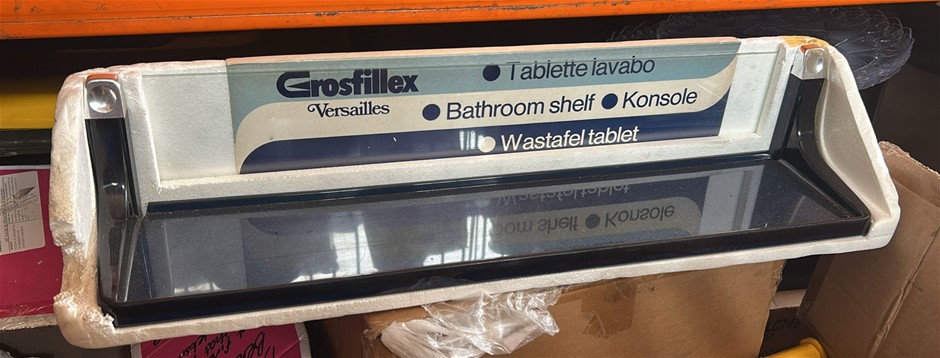 Grosfillex
Versailles
● Tablette lavabo
● Bathroom shelf ● Konsole
● Wastafel tablet